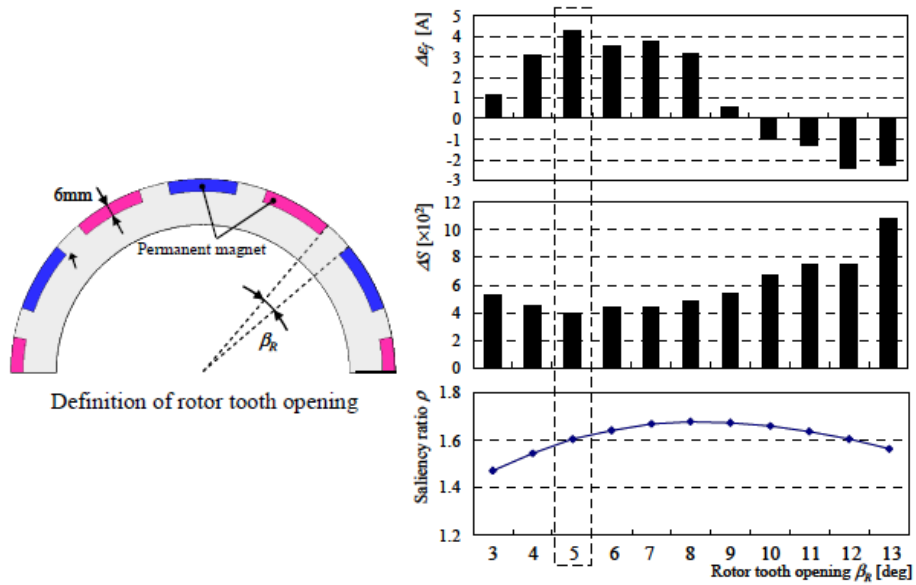 6mm
Permanent magnet
β_R
Definition of rotor tooth opening
Δε_f [A]
5
4
3
2
1
0
-1
-2
-3
ΔS [×10²]
12
10
8
6
4
2
0
Saliency ratio ρ
1.8
1.6
1.4
1.2
3 4 5 6 7 8 9 10 11 12 13
Rotor tooth opening β_R [deg]